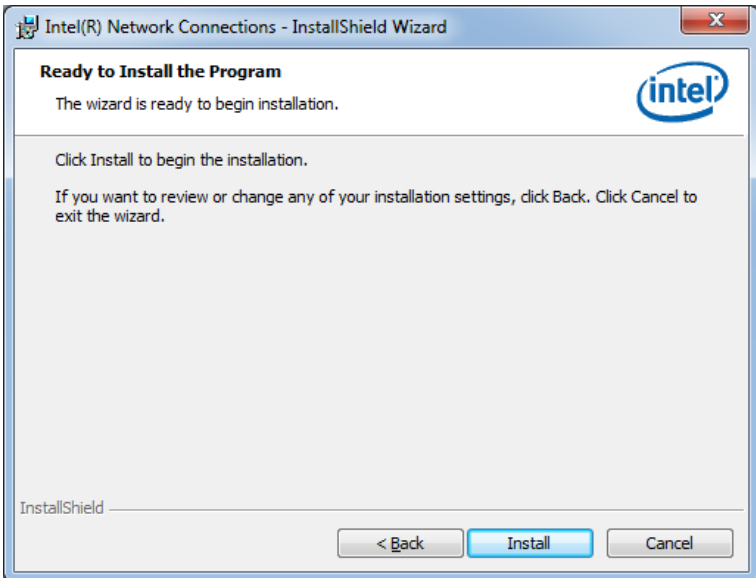 Intel(R) Network Connections - InstallShield Wizard
Ready to Install the Program
The wizard is ready to begin installation.
intel
Click Install to begin the installation.
If you want to review or change any of your installation settings, click Back. Click Cancel to
exit the wizard.
InstallShield
< Back
Install
Cancel